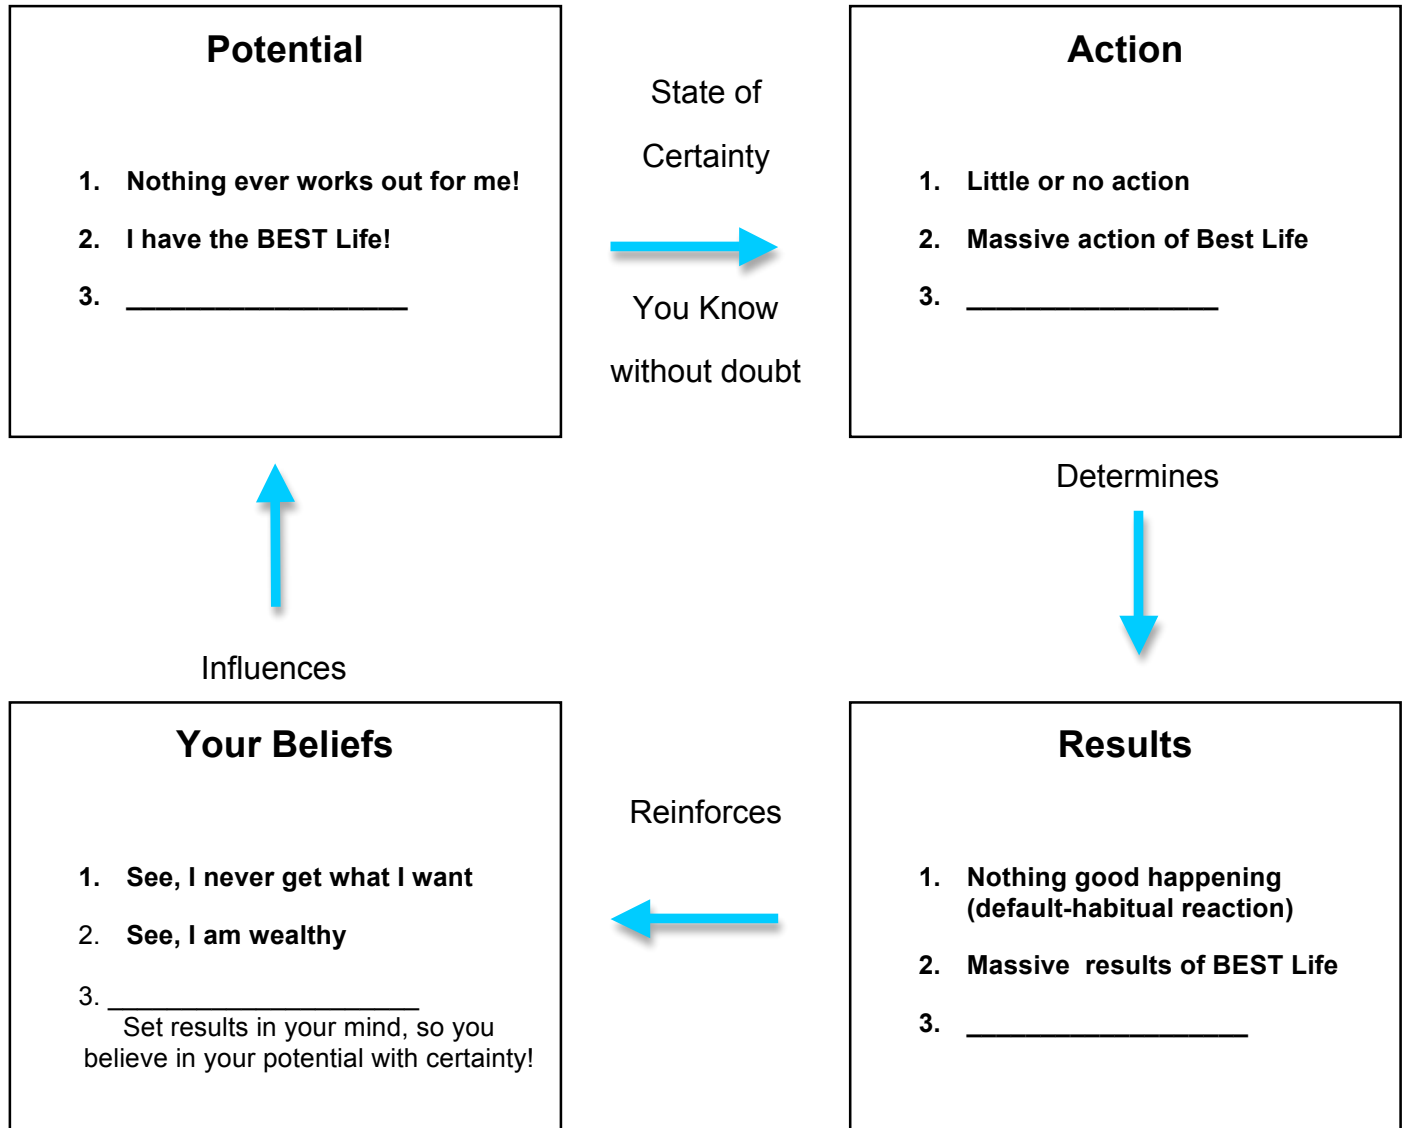 Potential
1. Nothing ever works out for me!
2. I have the BEST Life!
3. ___________________
State of
Certainty
You Know
without doubt
Action
1. Little or no action
2. Massive action of Best Life
3. _________________
Determines
Influences
Your Beliefs
1. See, I never get what I want
2. See, I am wealthy
3. _____________________
Set results in your mind, so you
believe in your potential with certainty!
Reinforces
Results
1. Nothing good happening
(default-habitual reaction)
2. Massive  results of BEST Life
3. ___________________